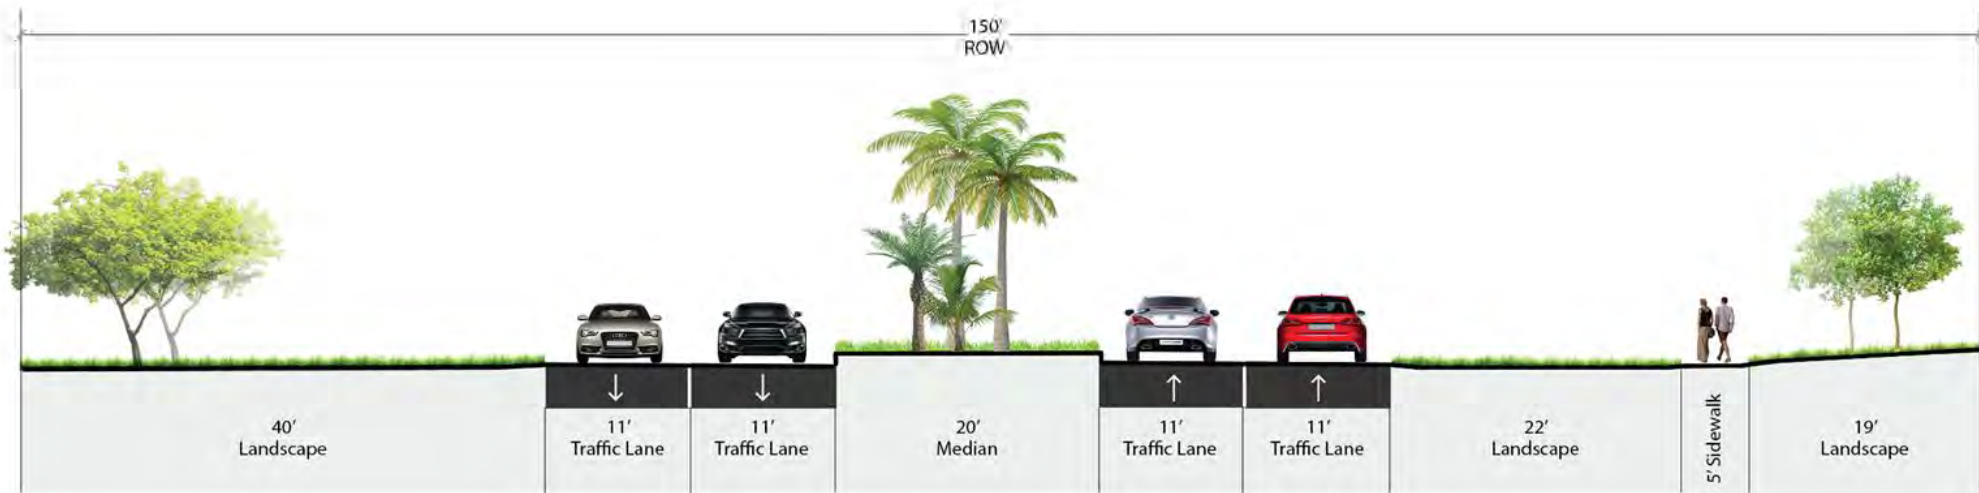 150'
ROW
40'
Landscape
11'
Traffic Lane
11'
Traffic Lane
20'
Median
11'
Traffic Lane
11'
Traffic Lane
22'
Landscape
5' Sidewalk
19'
Landscape